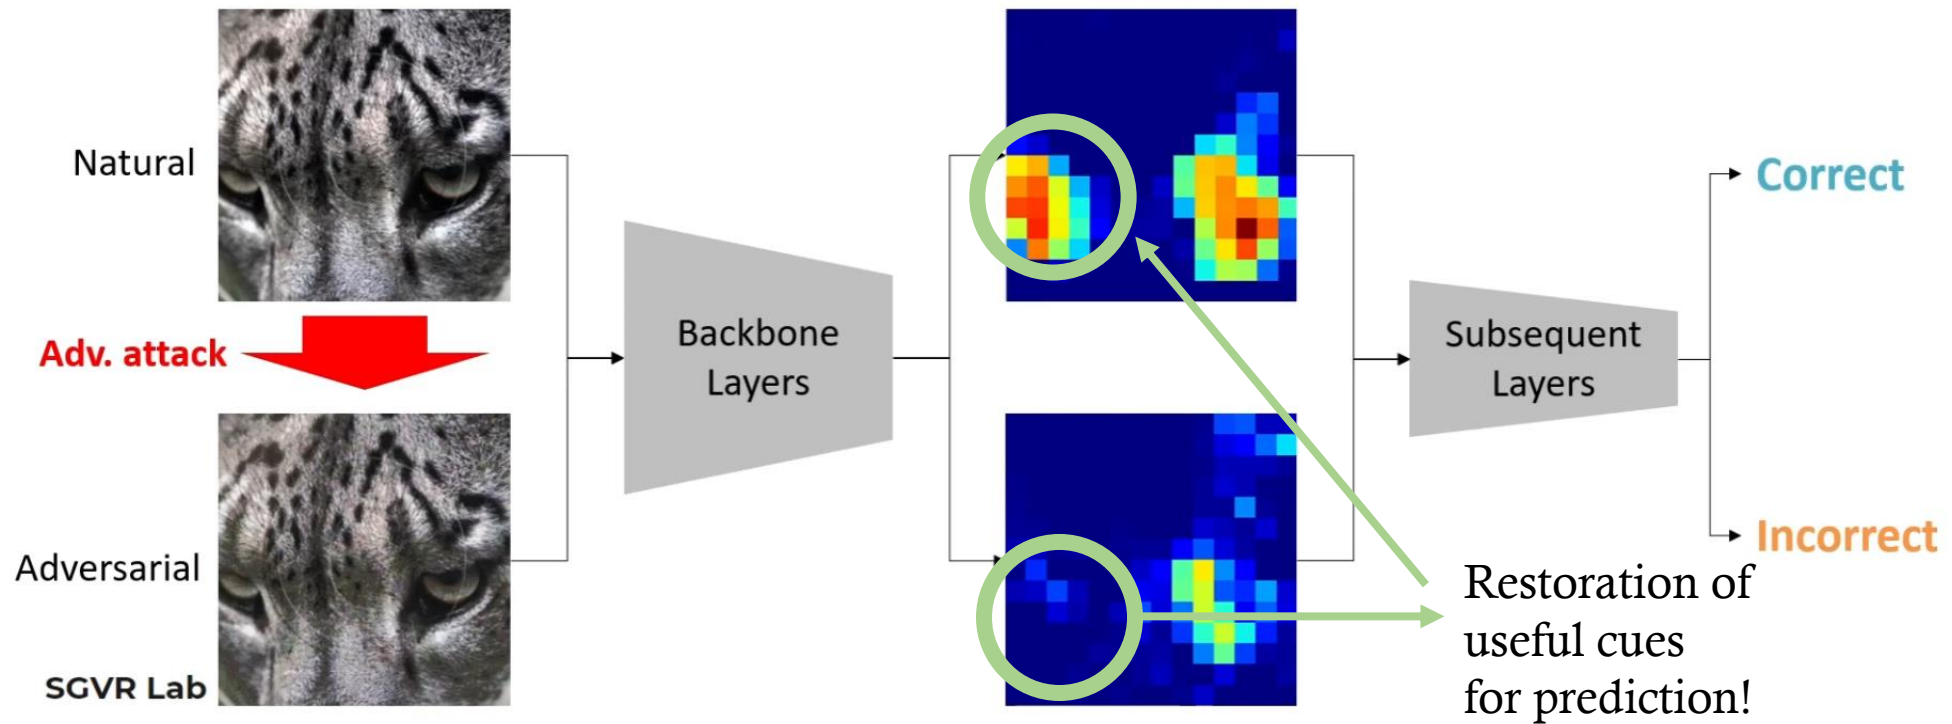 Natural
Adv. attack
Adversarial
SGVR Lab
Backbone
Layers
Subsequent
Layers
Correct
Incorrect
Restoration of
useful cues
for prediction!